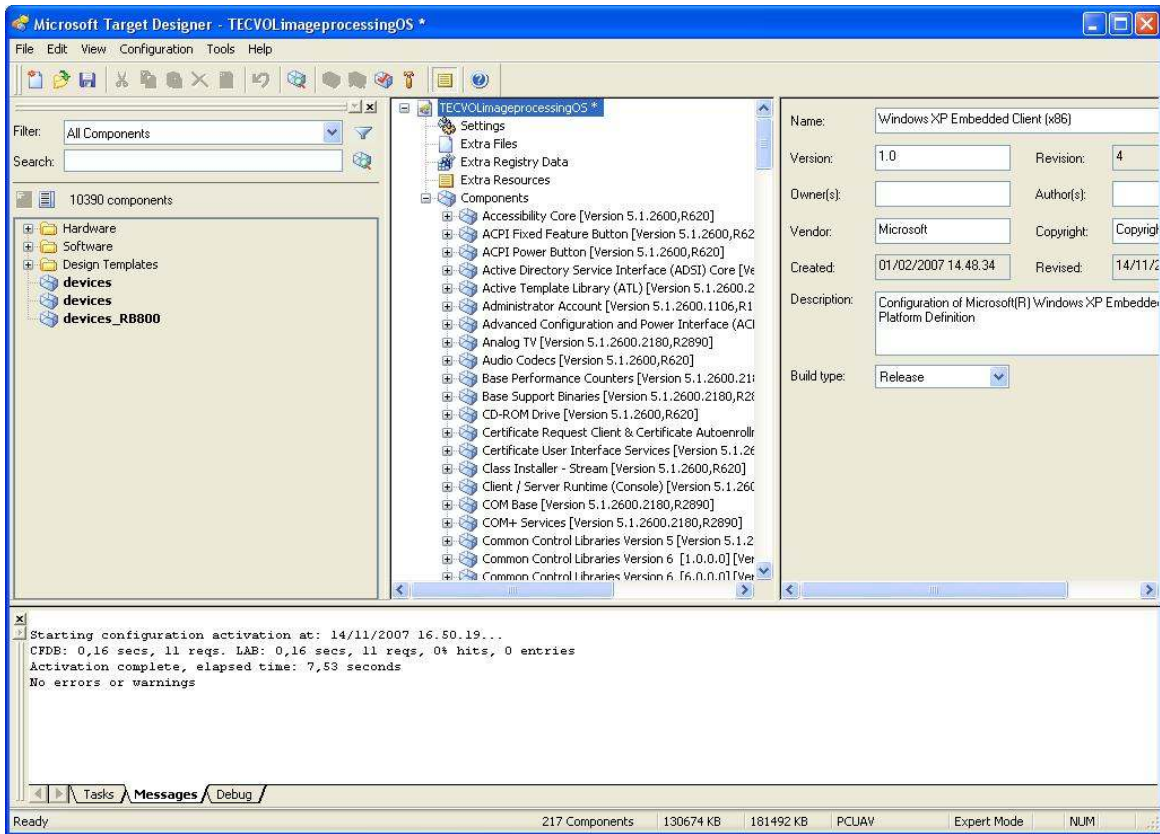 Microsoft Target Designer - TECVOLimageprocessingOS *
File Edit View Configuration Tools Help
Filter: All Components
Search:
10390 components
Hardware
Software
Design Templates
devices
devices
devices_RB800
TECVOLimageprocessingOS *
Settings
Extra Files
Extra Registry Data
Extra Resources
Components
Accessibility Core [Version 5.1.2600,R620]
ACPI Fixed Feature Button [Version 5.1.2600,R62
ACPI Power Button [Version 5.1.2600,R620]
Active Directory Service Interface (ADSI) Core [Ve
Active Template Library (ATL) [Version 5.1.2600.2
Administrator Account [Version 5.1.2600.1106,R1
Advanced Configuration and Power Interface (ACI
Analog TV [Version 5.1.2600.2180,R2890]
Audio Codecs [Version 5.1.2600,R620]
Base Performance Counters [Version 5.1.2600.21
Base Support Binaries [Version 5.1.2600.2180,R28
CD-ROM Drive [Version 5.1.2600,R620]
Certificate Request Client & Certificate Autoenrollr
Certificate User Interface Services [Version 5.1.26
Class Installer - Stream [Version 5.1.2600,R620]
Client / Server Runtime (Console) [Version 5.1.260
COM Base [Version 5.1.2600.2180,R2890]
COM+ Services [Version 5.1.2600.2180,R2890]
Common Control Libraries Version 5 [Version 5.1.2
Common Control Libraries Version 6 [1.0.0.0] [Ver
Common Control Libraries Version 6 [6.0.0.0] [Ver
Name: Windows XP Embedded Client (x86)
Version: 1.0 Revision: 4
Owner(s): Author(s):
Vendor: Microsoft Copyright: Copyrigh
Created: 01/02/2007 14.48.34 Revised: 14/11/2
Description: Configuration of Microsoft(R) Windows XP Embedde
Platform Definition
Build type: Release
Starting configuration activation at: 14/11/2007 16.50.19...
CFDB: 0,16 secs, 11 reqs. LAB: 0,16 secs, 11 reqs, 0% hits, 0 entries
Activation complete, elapsed time: 7,53 seconds
No errors or warnings
Tasks Messages Debug
Ready 217 Components 130674 KB 181492 KB PCUAV Expert Mode NUM